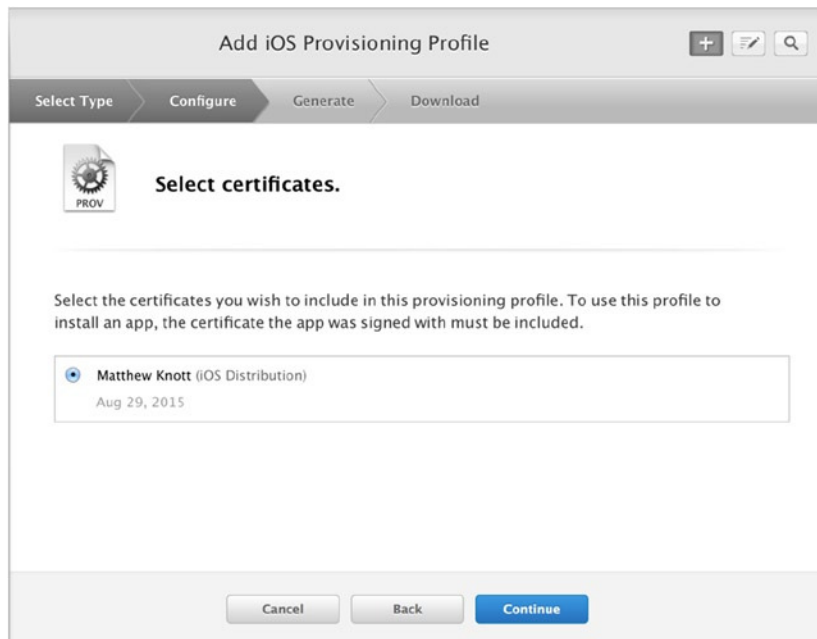 Add iOS Provisioning Profile
Select Type Configure Generate Download
PROV
Select certificates.
Select the certificates you wish to include in this provisioning profile. To use this profile to
install an app, the certificate the app was signed with must be included.
Matthew Knott (iOS Distribution)
Aug 29, 2015
Cancel Back Continue